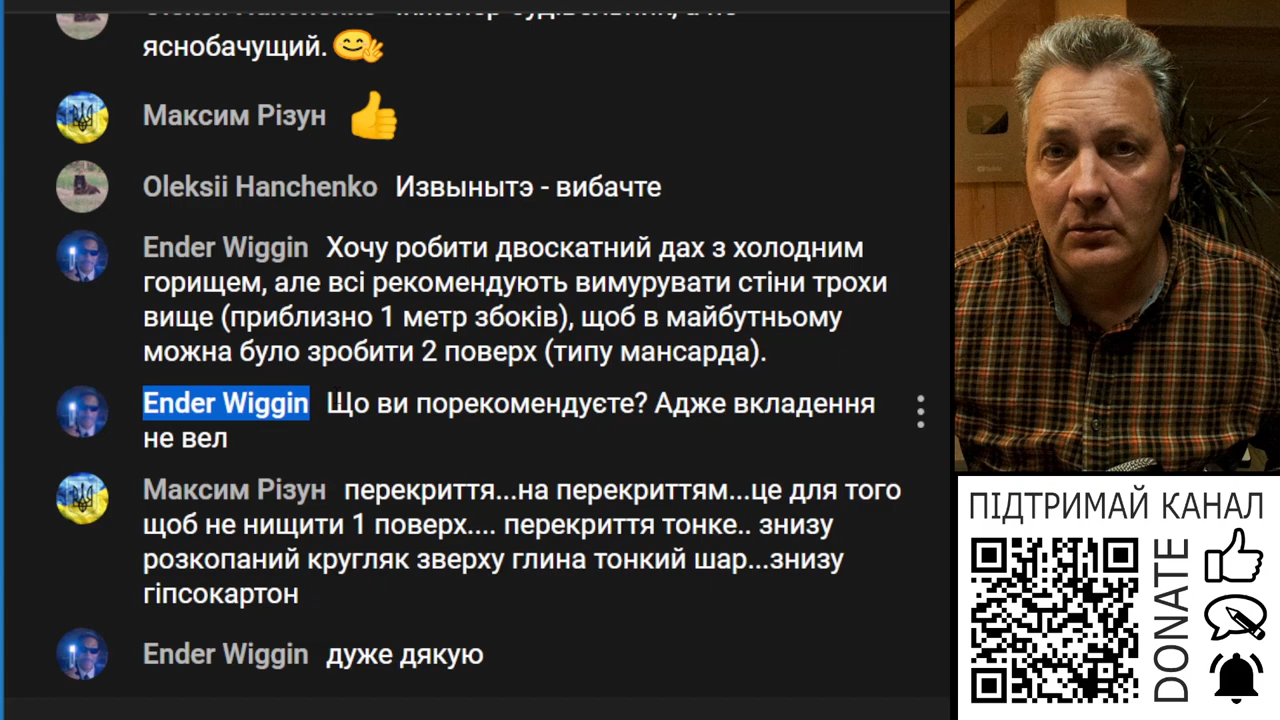 яснобачущий.
Максим Різун
Oleksii Hanchenko Извынытэ - вибачте
Ender Wiggin Хочу робити двоскатний дах з холодним
горищем, але всі рекомендують вимурувати стіни трохи
вище (приблизно 1 метр збоків), щоб в майбутньому
можна було зробити 2 поверх (типу мансарда).
Ender Wiggin Що ви порекомендуєте? Адже вкладення
не вел
Максим Різун перекриття...на перекриттям...це для того
щоб не нищити 1 поверх.... перекриття тонке.. знизу
розкопаний кругляк зверху глина тонкий шар...знизу
гіпсокартон
Ender Wiggin дуже дякую
ПІДТРИМАЙ КАНАЛ
DONATE